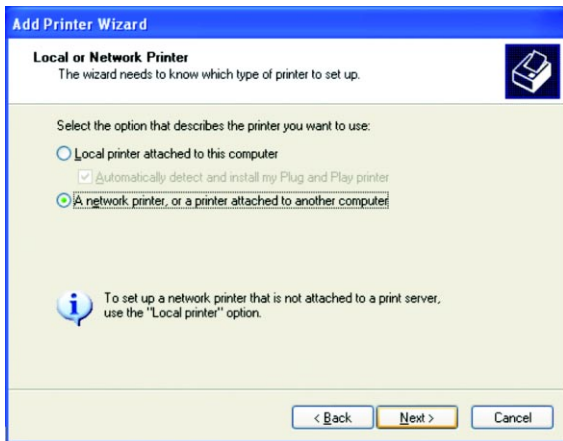 Add Printer Wizard
Local or Network Printer
The wizard needs to know which type of printer to set up.
Select the option that describes the printer you want to use:
Local printer attached to this computer
Automatically detect and install my Plug and Play printer
A network printer, or a printer attached to another computer
To set up a network printer that is not attached to a print server,
use the "Local printer" option.
< Back
Next >
Cancel